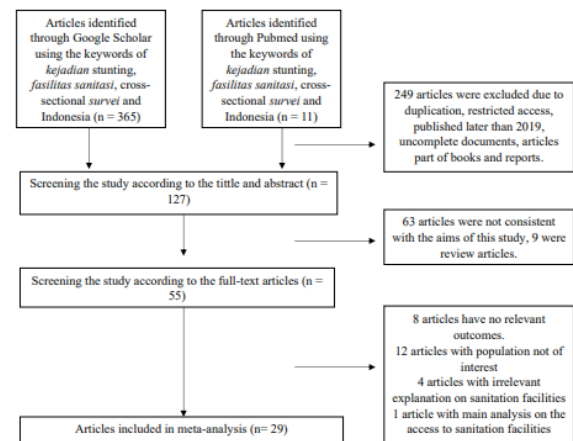 Articles identified
through Google Scholar
using the keywords of
kejadian stunting,
fasilitas sanitasi, cross-
sectional survei and
Indonesia (n = 365)
Articles identified
through Pubmed using
the keywords of
kejadian stunting,
fasilitas sanitasi, cross-
sectional survei and
Indonesia (n = 11)
249 articles were excluded due to
duplication, restricted access,
published later than 2019,
uncomplete documents, articles
part of books and reports.
Screening the study according to the tittle and abstract (n =
127)
63 articles were not consistent
with the aims of this study, 9 were
review articles.
Screening the study according to the full-text articles (n =
55)
8 articles have no relevant
outcomes.
12 articles with population not of
interest
4 articles with irrelevant
explanation on sanitation facilities
1 article with main analysis on the
access to sanitation facilities
Articles included in meta-analysis (n= 29)